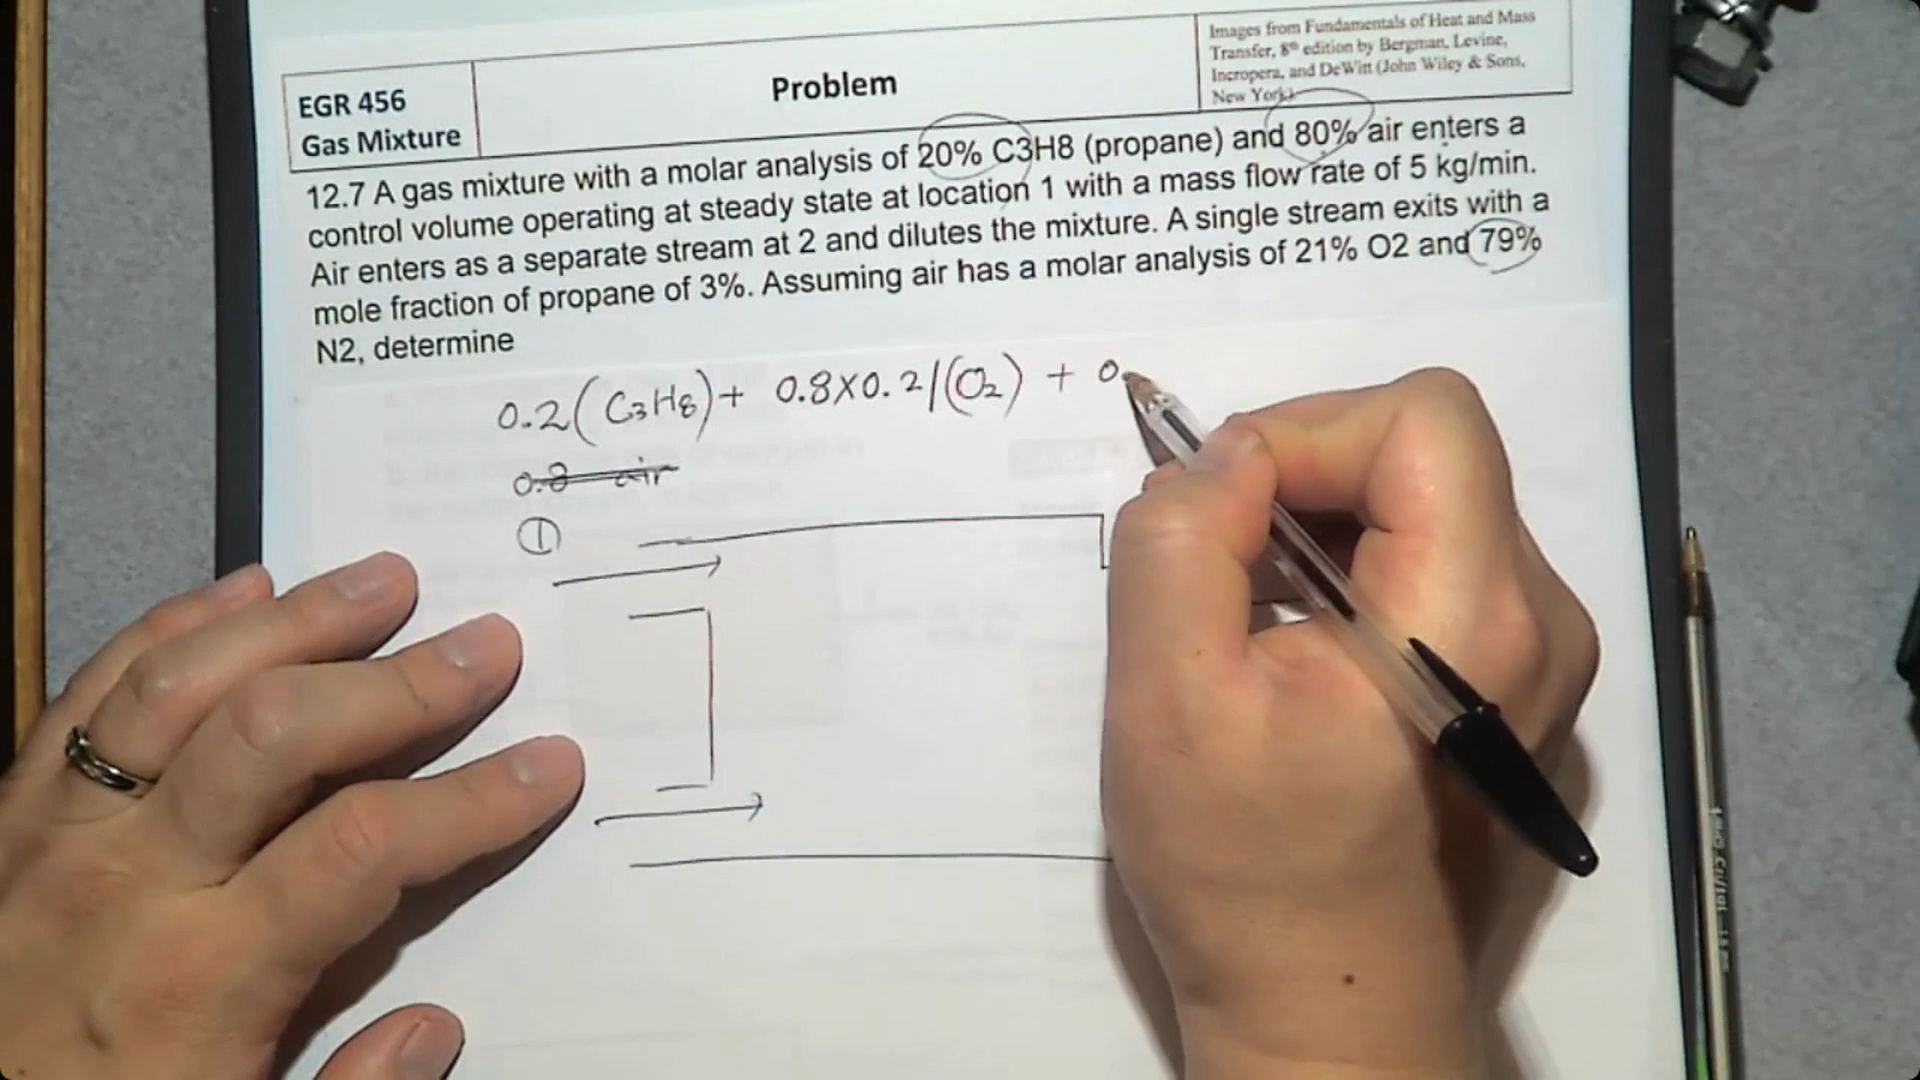 EGR 456
Gas Mixture
Problem
Images from Fundamentals of Heat and Mass
Transfer, 8th edition by Bergman, Levine,
Incropera, and DeWitt (John Wiley & Sons,
New York)
12.7 A gas mixture with a molar analysis of 20% C3H8 (propane) and 80% air enters a
control volume operating at steady state at location 1 with a mass flow rate of 5 kg/min.
Air enters as a separate stream at 2 and dilutes the mixture. A single stream exits with a
mole fraction of propane of 3%. Assuming air has a molar analysis of 21% O2 and 79%
N2, determine
0.2(C3H8)+ 0.8×0.21(O2) + 0.
0.8 air
1